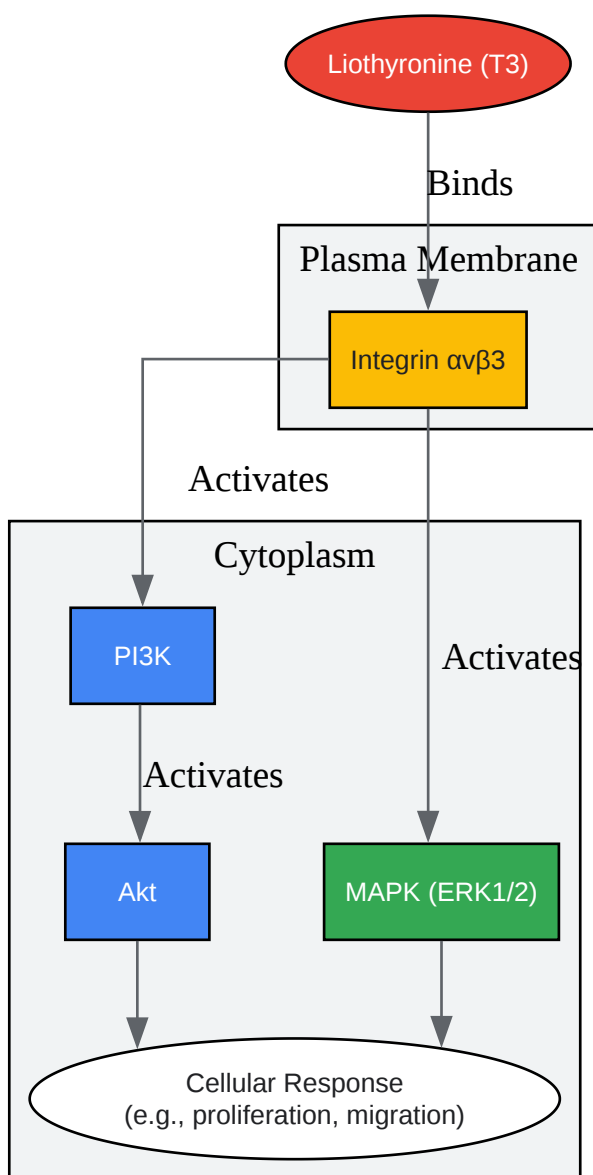 Liothyronine (T3)
Binds
Plasma Membrane
Integrin αvβ3
Activates
Cytoplasm
PI3K
Activates
Activates
Akt
MAPK (ERK1/2)
Cellular Response
(e.g., proliferation, migration)